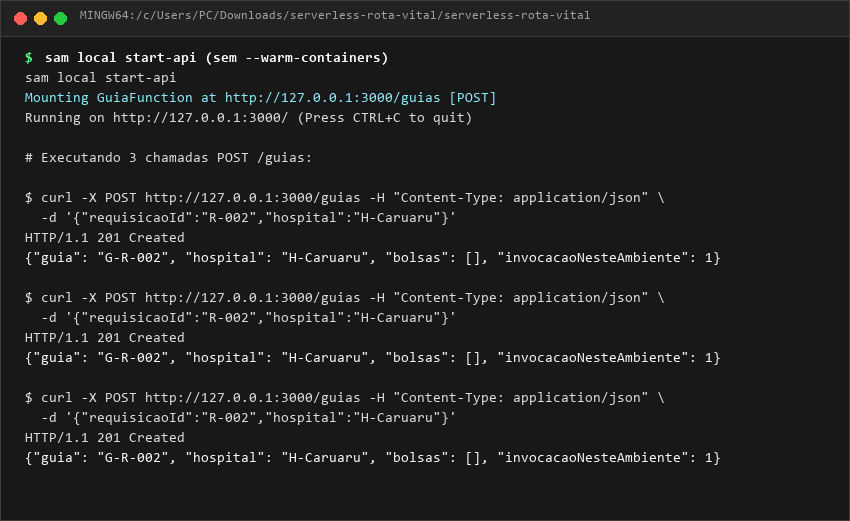 MINGW64:/c/Users/PC/Downloads/serverless-rota-vital/serverless-rota-vital
$ sam local start-api (sem --warm-containers)
sam local start-api
Mounting GuiaFunction at http://127.0.0.1:3000/guias [POST]
Running on http://127.0.0.1:3000/ (Press CTRL+C to quit)
# Executando 3 chamadas POST /guias:
$ curl -X POST http://127.0.0.1:3000/guias -H "Content-Type: application/json" \
-d '{"requisicaoId":"R-002","hospital":"H-Caruaru"}'
HTTP/1.1 201 Created
{"guia": "G-R-002", "hospital": "H-Caruaru", "bolsas": [], "invocacaoNesteAmbiente": 1}
$ curl -X POST http://127.0.0.1:3000/guias -H "Content-Type: application/json" \
-d '{"requisicaoId":"R-002","hospital":"H-Caruaru"}'
HTTP/1.1 201 Created
{"guia": "G-R-002", "hospital": "H-Caruaru", "bolsas": [], "invocacaoNesteAmbiente": 1}
$ curl -X POST http://127.0.0.1:3000/guias -H "Content-Type: application/json" \
-d '{"requisicaoId":"R-002","hospital":"H-Caruaru"}'
HTTP/1.1 201 Created
{"guia": "G-R-002", "hospital": "H-Caruaru", "bolsas": [], "invocacaoNesteAmbiente": 1}